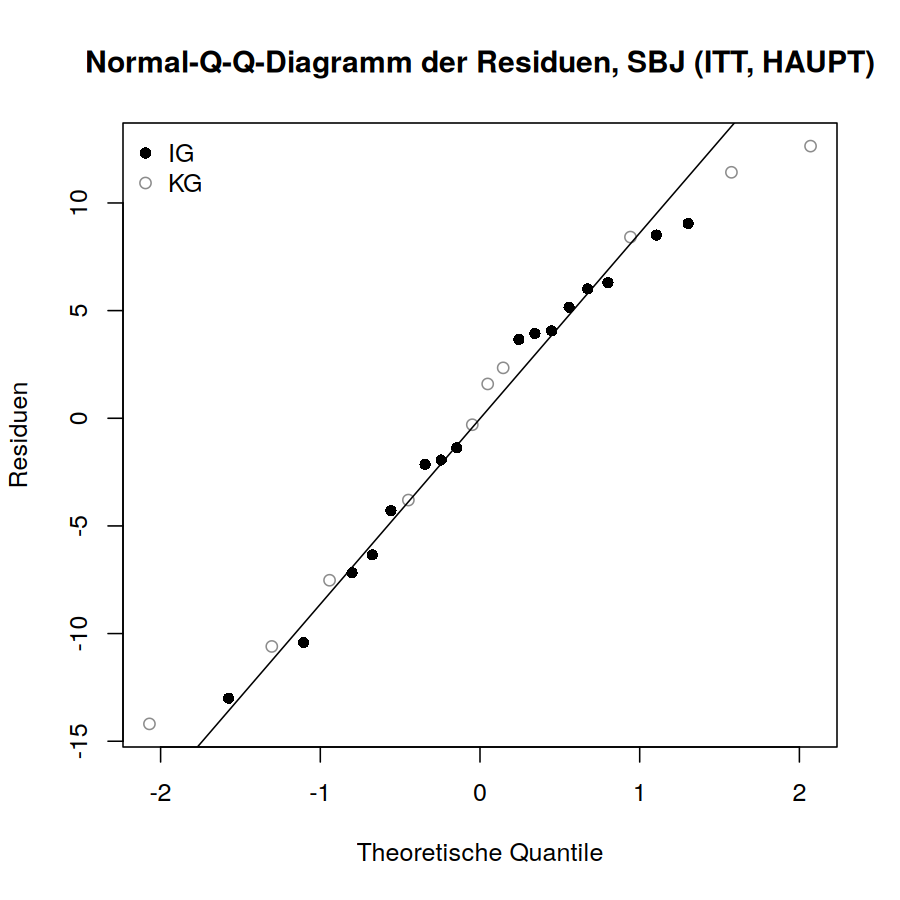 Normal-Q-Q-Diagramm der Residuen, SBJ (ITT, HAUPT)
IG
KG
10
5
0
-5
-10
-15
Residuen
-2 -1 0 1 2
Theoretische Quantile